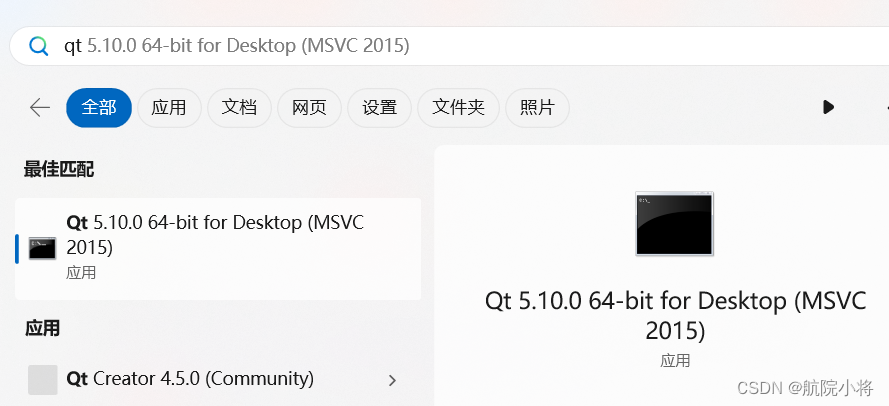 qt 5.10.0 64-bit for Desktop (MSVC 2015)
全部 应用 文档 网页 设置 文件夹 照片
最佳匹配
Qt 5.10.0 64-bit for Desktop (MSVC
2015)
应用
应用
Qt Creator 4.5.0 (Community)
Qt 5.10.0 64-bit for Desktop (MSVC
2015)
应用
CSDN @航院小将